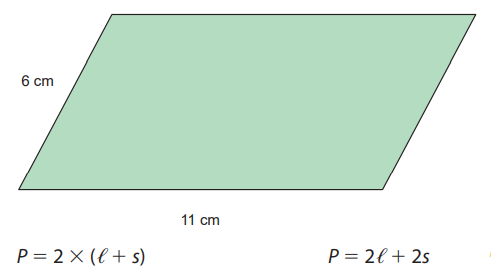 6 cm
11 cm
P = 2 × (ℓ + s)
P = 2ℓ + 2s